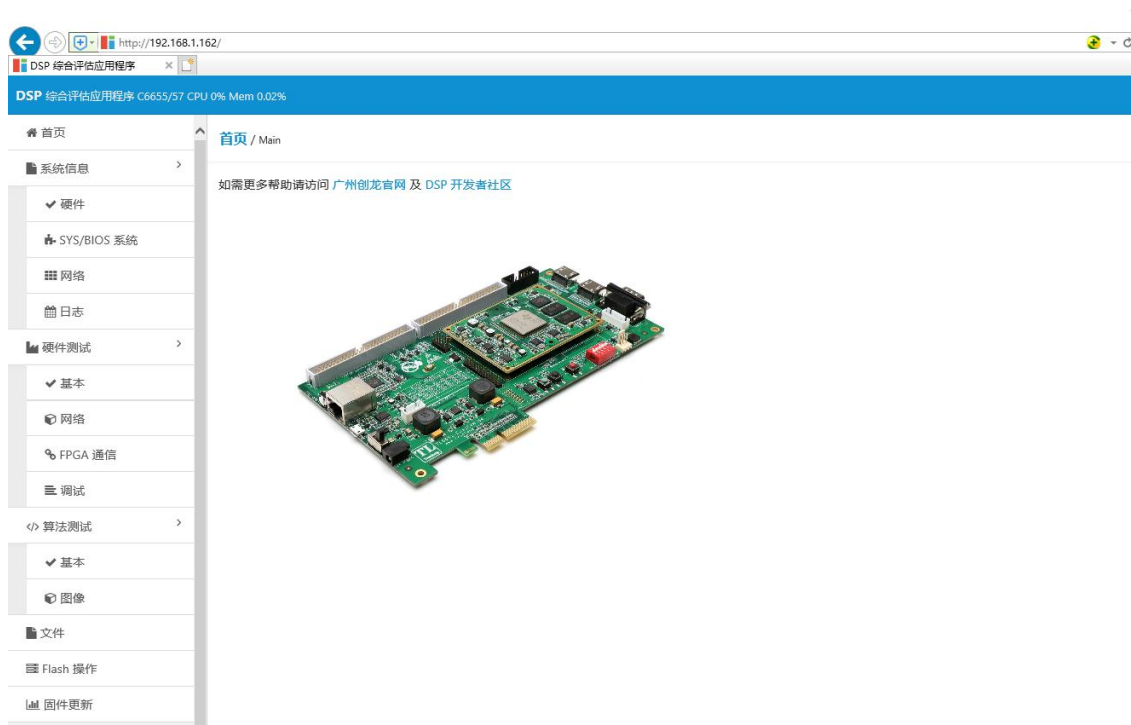 http://192.168.1.162/
DSP 综合评估应用程序
DSP 综合评估应用程序 C6655/57 CPU 0% Mem 0.02%
首页
系统信息
硬件
SYS/BIOS 系统
网络
日志
硬件测试
基本
网络
FPGA 通信
调试
算法测试
基本
图像
文件
Flash 操作
固件更新
首页 / Main
如需更多帮助请访问 广州创龙官网 及 DSP 开发者社区
TL